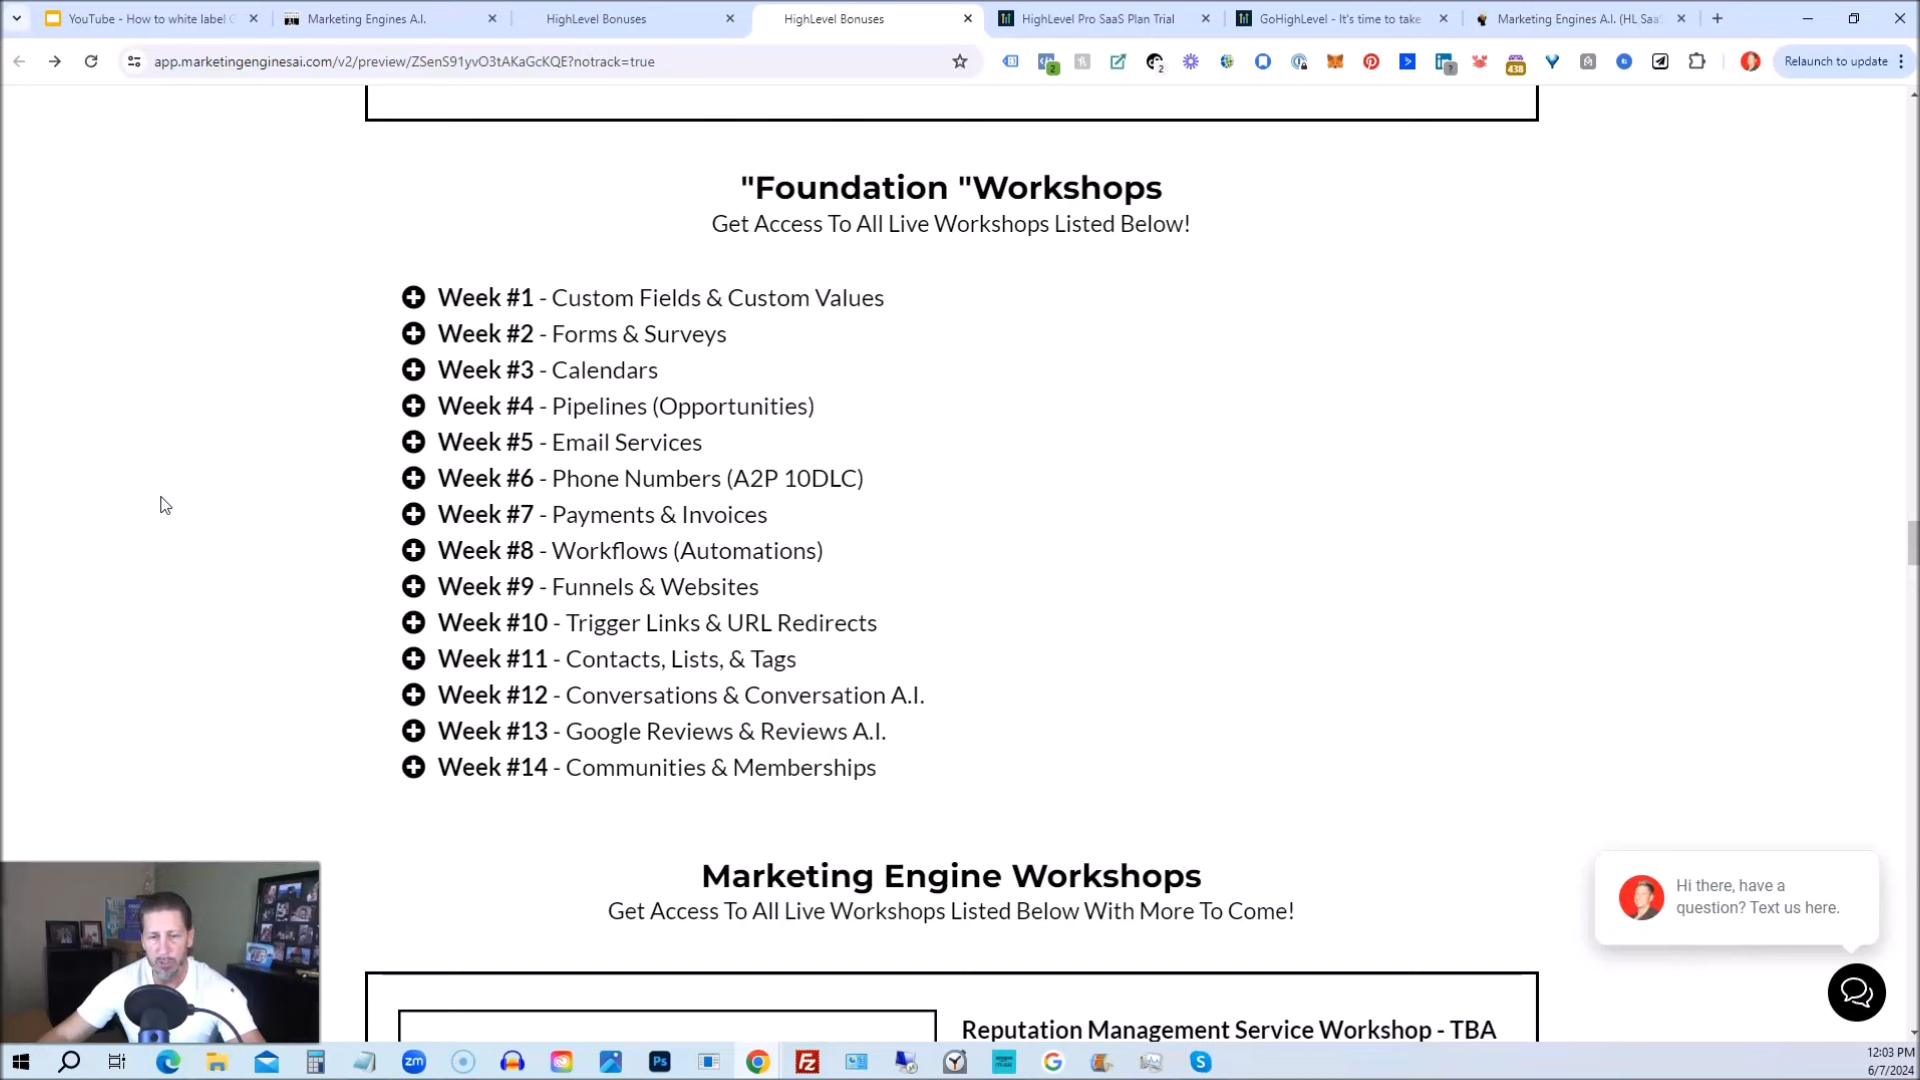 YouTube - How to white label G
Marketing Engines A.I.
HighLevel Bonuses
HighLevel Bonuses
HighLevel Pro SaaS Plan Trial
GoHighLevel - It's time to take
Marketing Engines A.I. (HL Saa
app.marketingenginesai.com/v2/preview/ZSenS91yvO3tAKaGcKQE?notrack=true
2
2
?
438
Relaunch to update
"Foundation "Workshops
Get Access To All Live Workshops Listed Below!
Week #1 - Custom Fields & Custom Values
Week #2 - Forms & Surveys
Week #3 - Calendars
Week #4 - Pipelines (Opportunities)
Week #5 - Email Services
Week #6 - Phone Numbers (A2P 10DLC)
Week #7 - Payments & Invoices
Week #8 - Workflows (Automations)
Week #9 - Funnels & Websites
Week #10 - Trigger Links & URL Redirects
Week #11 - Contacts, Lists, & Tags
Week #12 - Conversations & Conversation A.I.
Week #13 - Google Reviews & Reviews A.I.
Week #14 - Communities & Memberships
Marketing Engine Workshops
Get Access To All Live Workshops Listed Below With More To Come!
Hi there, have a
question? Text us here.
Reputation Management Service Workshop - TBA
zm
Ps
Fz
12:03 PM
6/7/2024